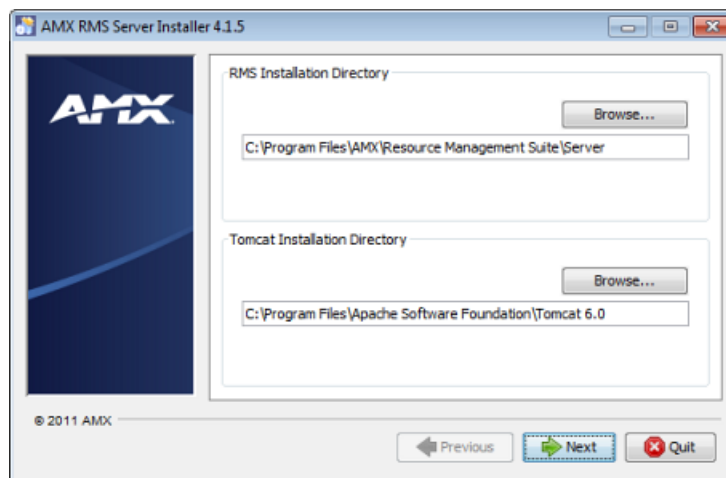 AMX RMS Server Installer 4.1.5
AMX
RMS Installation Directory
Browse...
C:\Program Files\AMX\Resource Management Suite\Server
Tomcat Installation Directory
Browse...
C:\Program Files\Apache Software Foundation\Tomcat 6.0
© 2011 AMX
Previous Next Quit